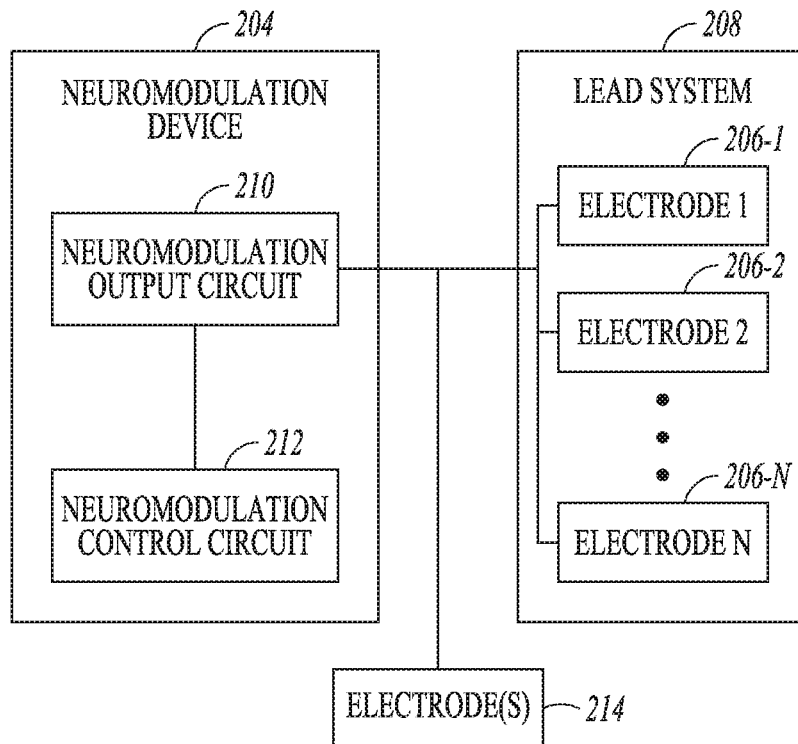 204
NEUROMODULATION
DEVICE
210
NEUROMODULATION
OUTPUT CIRCUIT
212
NEUROMODULATION
CONTROL CIRCUIT
208
LEAD SYSTEM
206-1
ELECTRODE 1
206-2
ELECTRODE 2
206-N
ELECTRODE N
ELECTRODE(S)
214